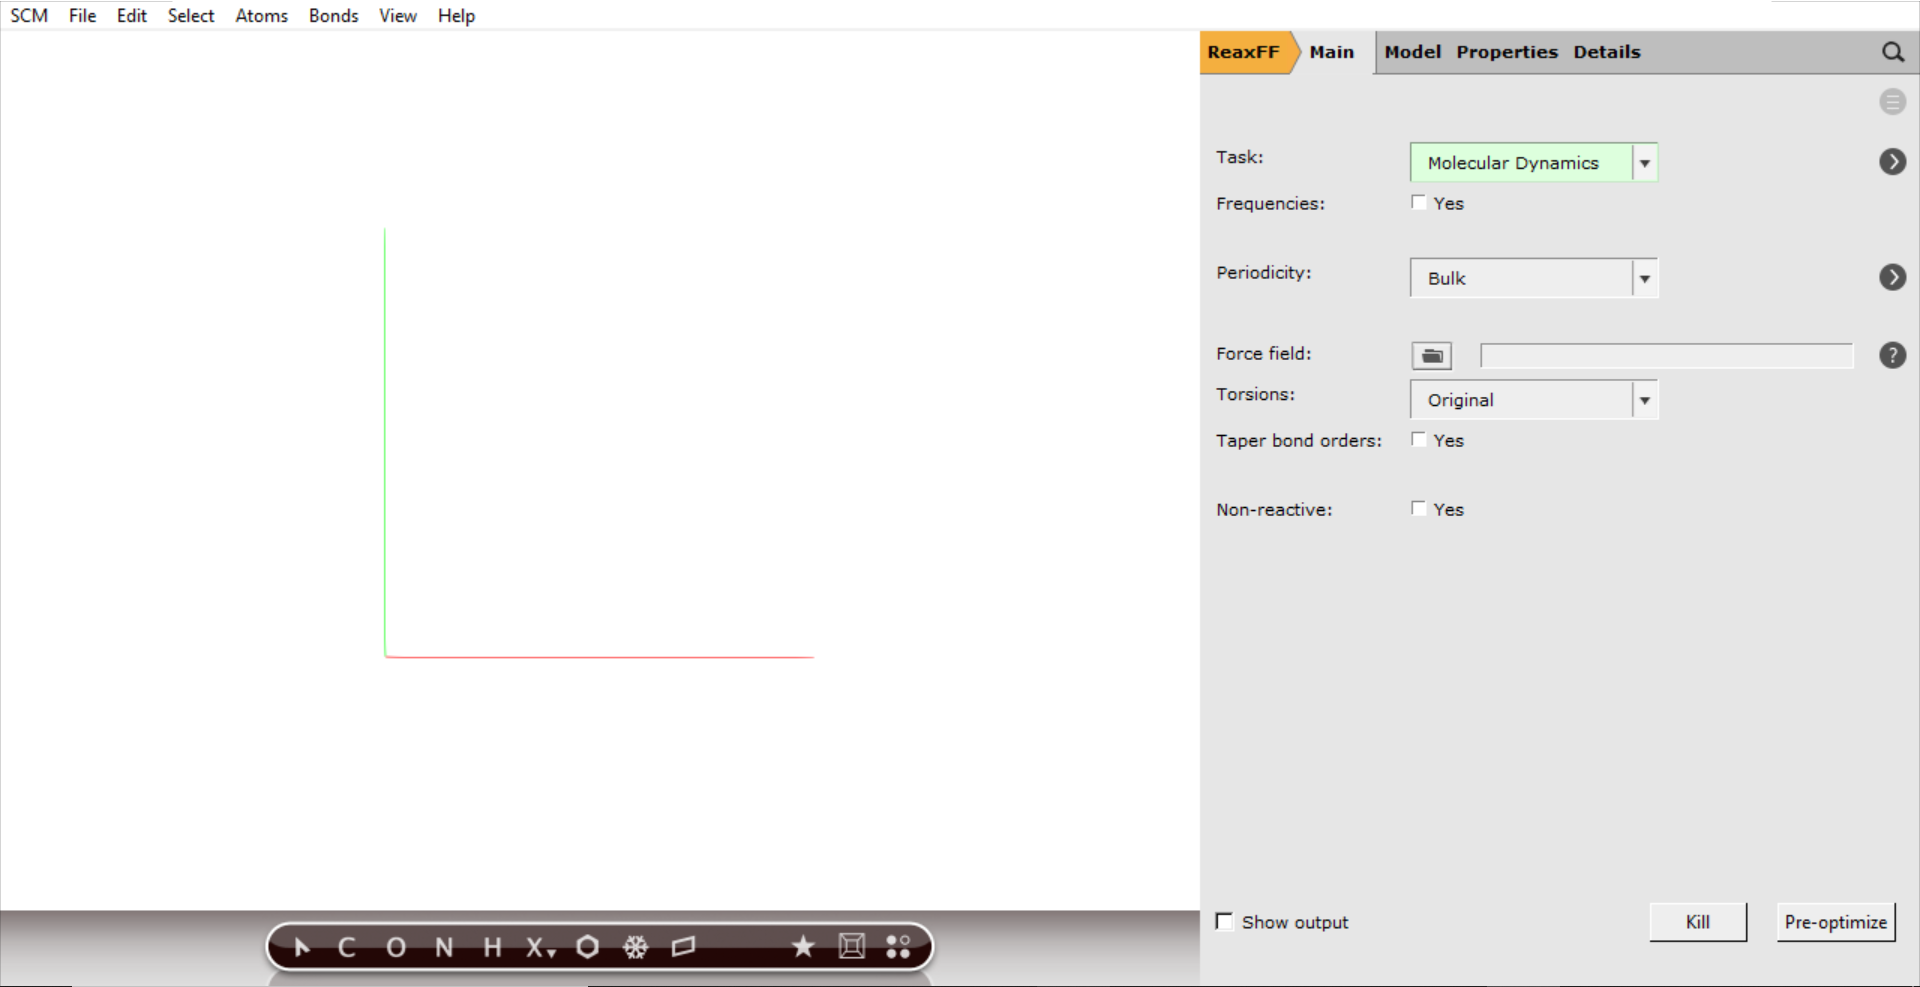 SCM File Edit Select Atoms Bonds View Help
ReaxFF Main Model Properties Details
Task: Molecular Dynamics
Frequencies: Yes
Periodicity: Bulk
Force field: ?
Torsions: Original
Taper bond orders: Yes
Non-reactive: Yes
Show output Kill Pre-optimize
C O N H X